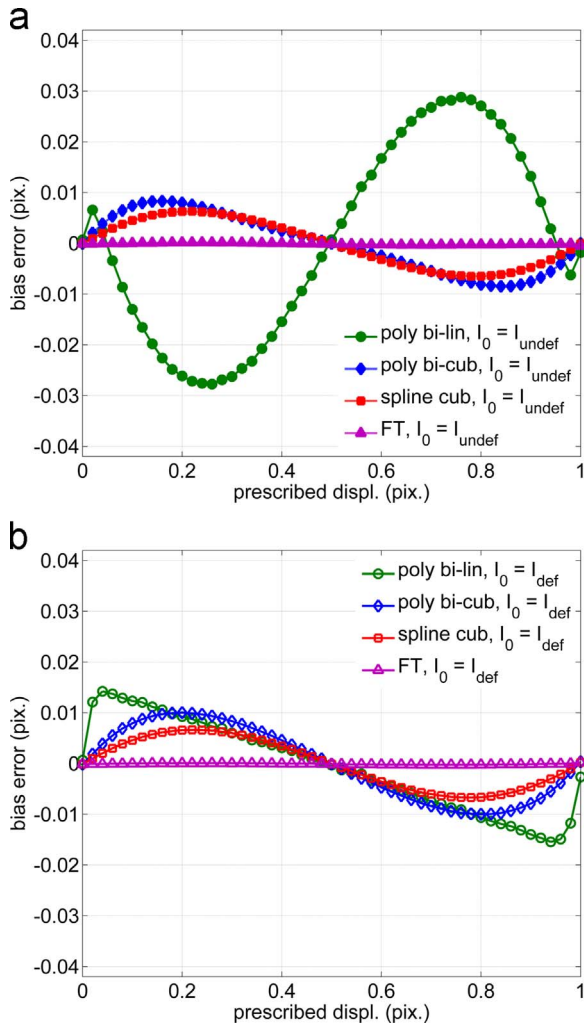 a
0.04
0.03
0.02
0.01
0
-0.01
-0.02
-0.03
-0.04
bias error (pix.)
poly bi-lin, I0 = Iundef
poly bi-cub, I0 = Iundef
spline cub, I0 = Iundef
FT, I0 = Iundef
0 0.2 0.4 0.6 0.8 1
prescribed displ. (pix.)
b
0.04
0.03
0.02
0.01
0
-0.01
-0.02
-0.03
-0.04
bias error (pix.)
poly bi-lin, I0 = Idef
poly bi-cub, I0 = Idef
spline cub, I0 = Idef
FT, I0 = Idef
0 0.2 0.4 0.6 0.8 1
prescribed displ. (pix.)